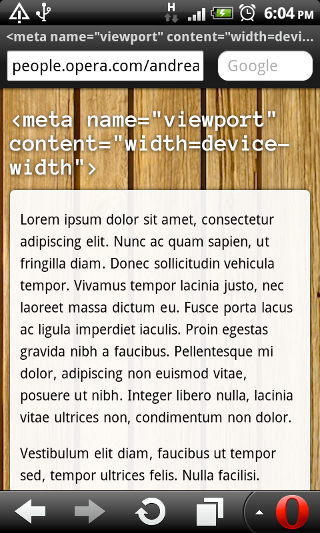 H 6:04 PM
<meta name="viewport" content="width=devi...
people.opera.com/andrea Google
<meta name="viewport"
content="width=device-
width">
Lorem ipsum dolor sit amet, consectetur
adipiscing elit. Nunc ac quam sapien, ut
fringilla diam. Donec sollicitudin vehicula
tempor. Vivamus tempor lacinia justo, nec
laoreet massa dictum eu. Fusce porta lacus
ac ligula imperdiet iaculis. Proin egestas
gravida nibh a faucibus. Pellentesque mi
dolor, adipiscing non euismod vitae,
posuere ut nibh. Integer libero nulla, lacinia
vitae ultrices non, condimentum non dolor.
Vestibulum elit diam, faucibus ut tempor
sed, tempor ultrices felis. Nulla facilisi.